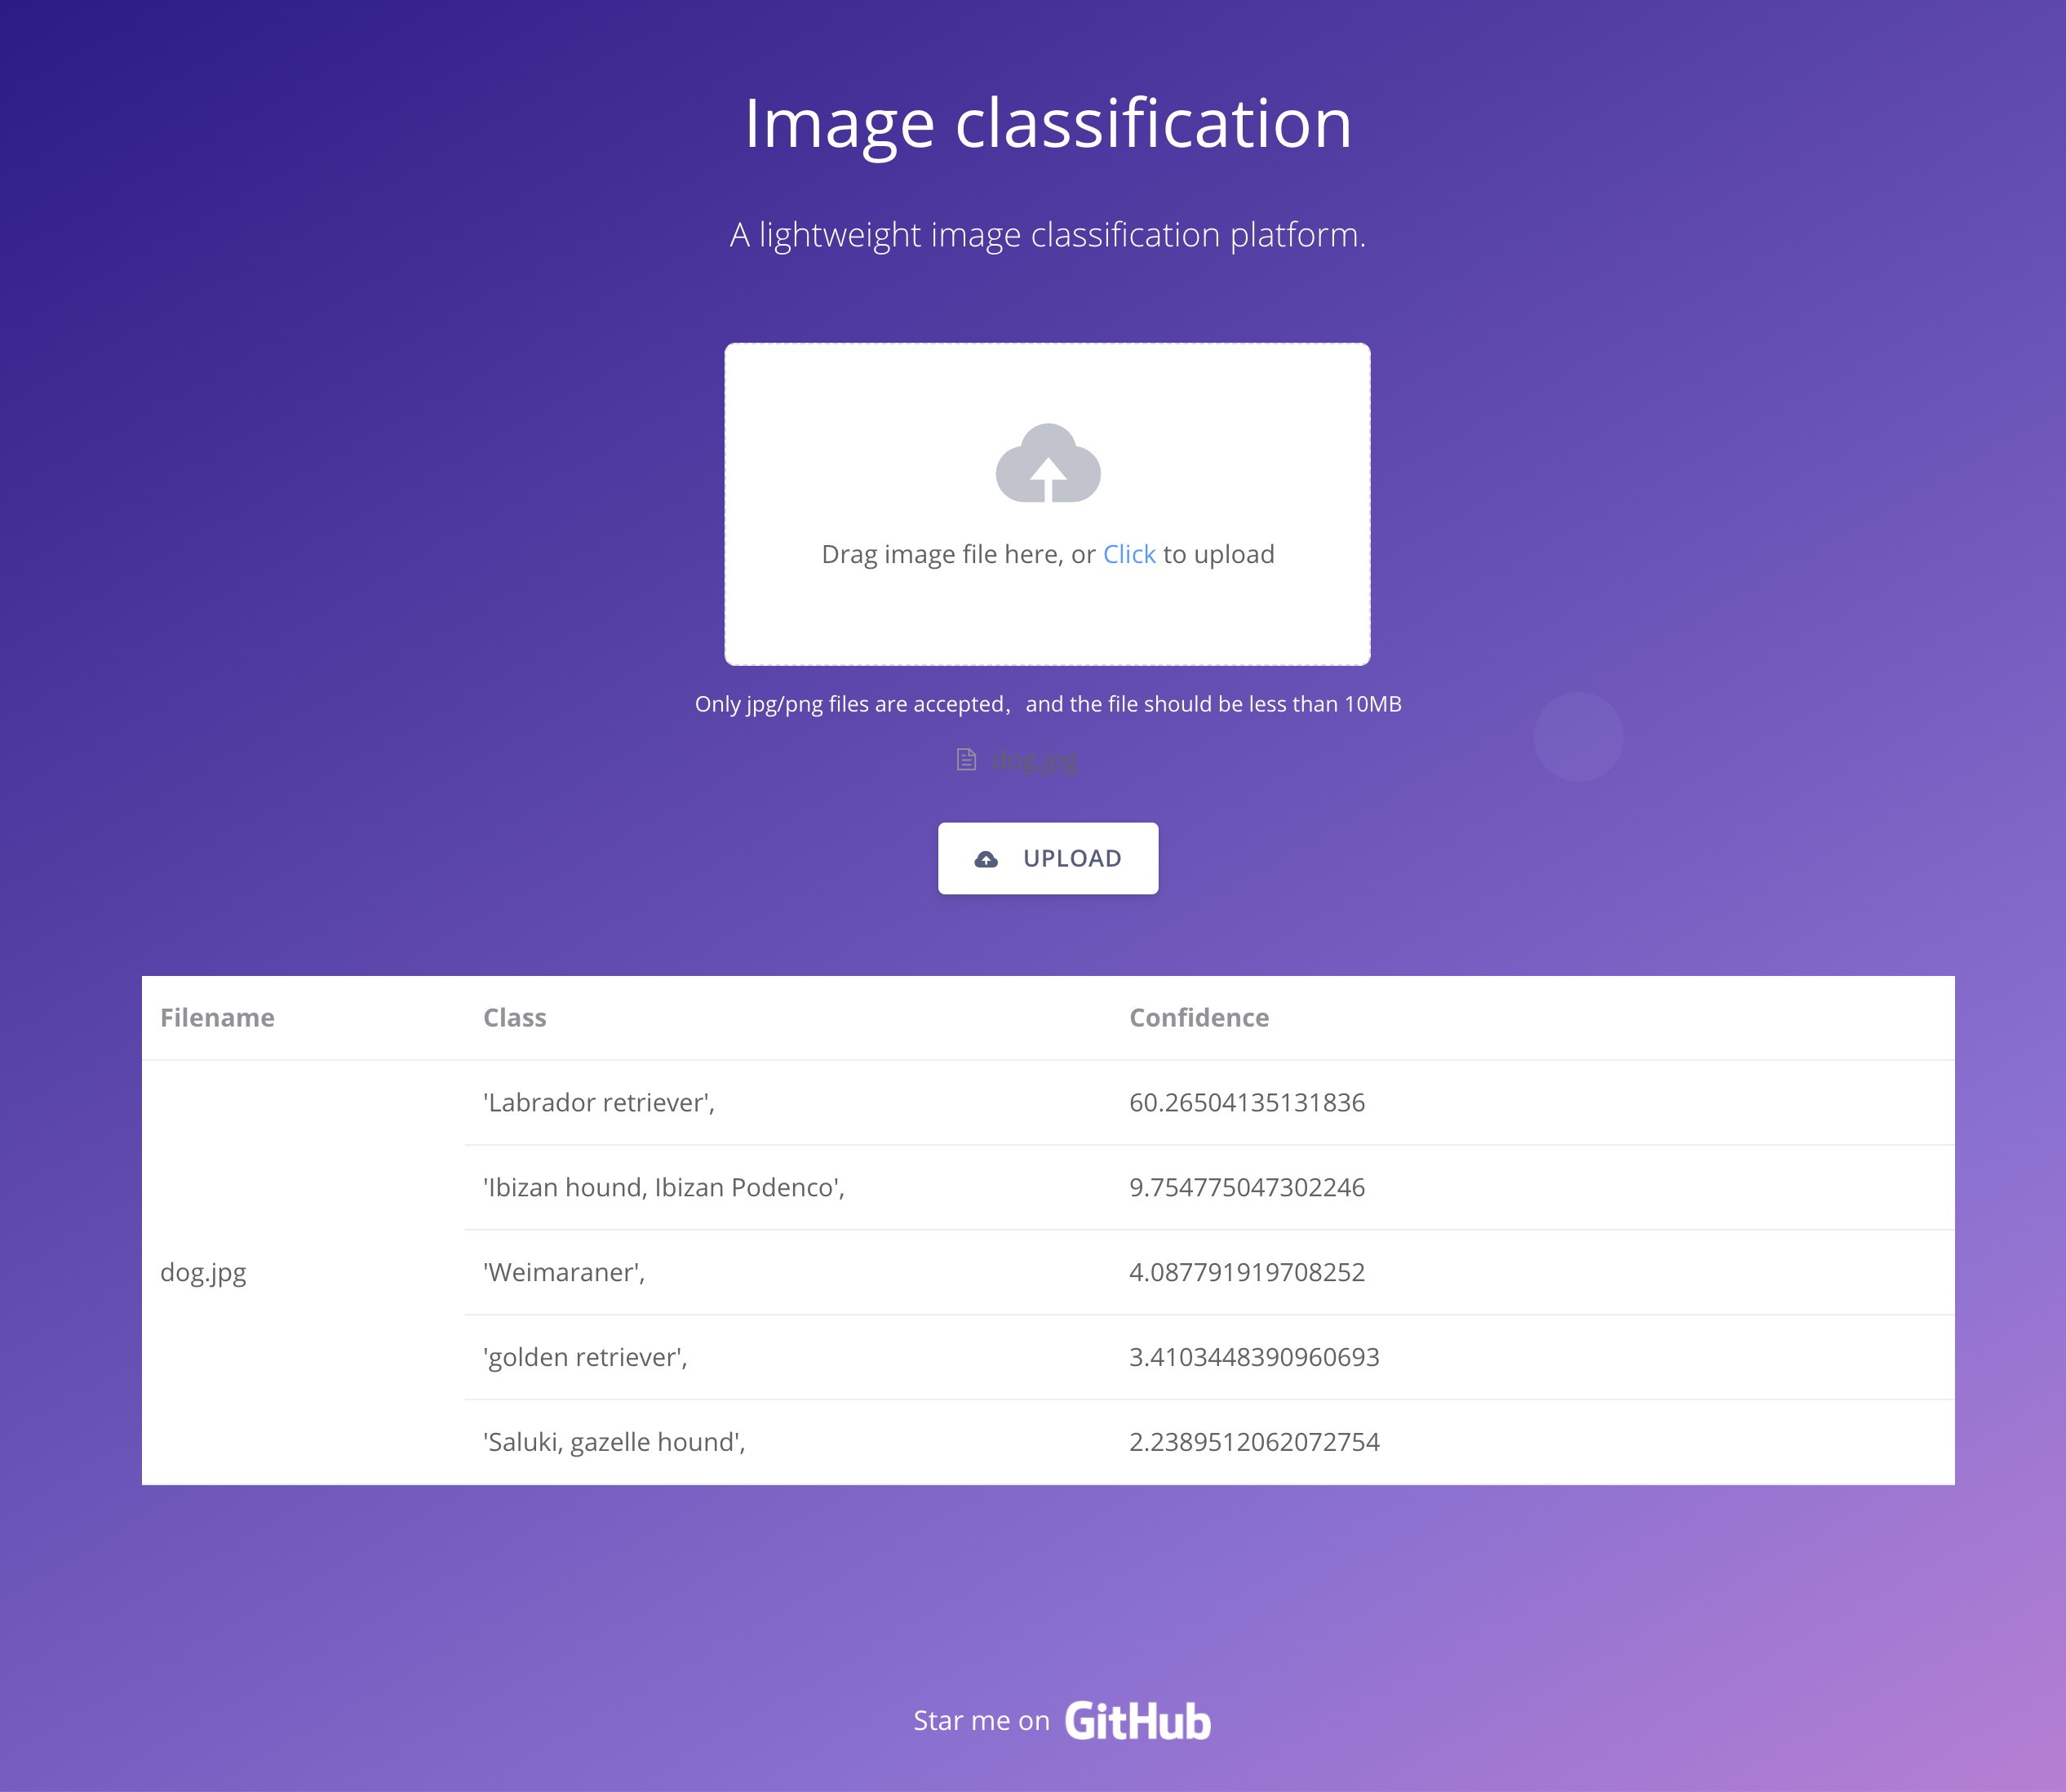 Image classification
A lightweight image classification platform.
Drag image file here, or Click to upload
Only jpg/png files are accepted，and the file should be less than 10MB
dog.jpg
UPLOAD
Filename Class Confidence
'Labrador retriever', 60.26504135131836
'Ibizan hound, Ibizan Podenco', 9.754775047302246
dog.jpg 'Weimaraner', 4.087791919708252
'golden retriever', 3.4103448390960693
'Saluki, gazelle hound', 2.2389512062072754
Star me on GitHub